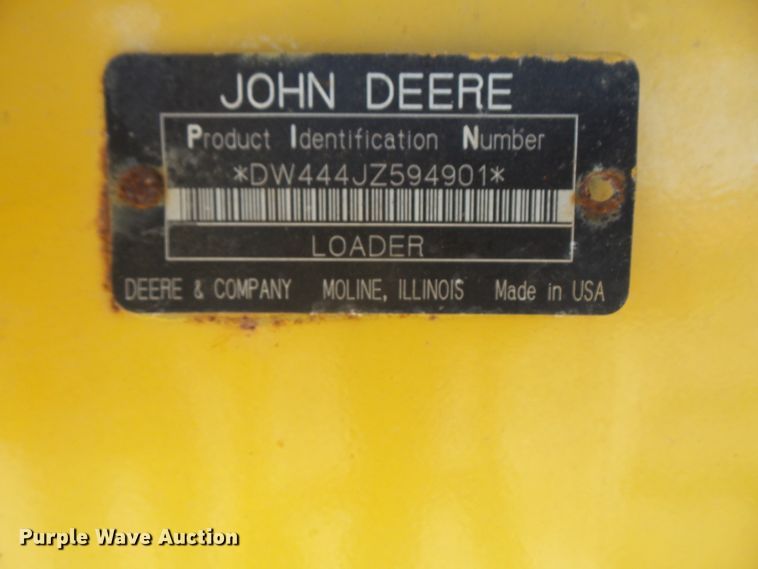 JOHN DEERE
Product Identification Number
*DW444JZ594901*
LOADER
DEERE & COMPANY MOLINE, ILLINOIS Made in USA
Purple Wave Auction